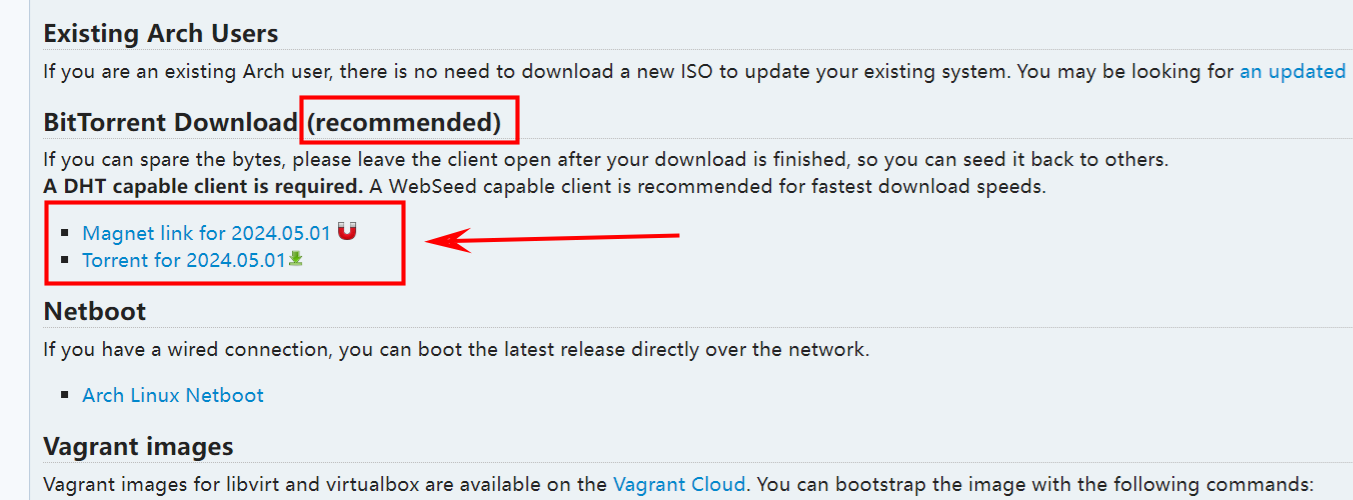 Existing Arch Users
If you are an existing Arch user, there is no need to download a new ISO to update your existing system. You may be looking for an updated
BitTorrent Download (recommended)
If you can spare the bytes, please leave the client open after your download is finished, so you can seed it back to others.
A DHT capable client is required. A WebSeed capable client is recommended for fastest download speeds.
Magnet link for 2024.05.01
Torrent for 2024.05.01
Netboot
If you have a wired connection, you can boot the latest release directly over the network.
Arch Linux Netboot
Vagrant images
Vagrant images for libvirt and virtualbox are available on the Vagrant Cloud. You can bootstrap the image with the following commands: